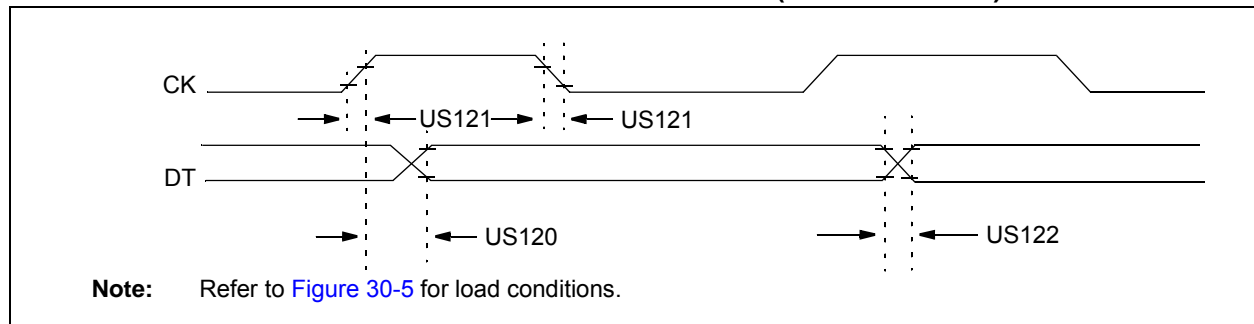 CK
US121
US121
DT
US120
US122
Note: Refer to Figure 30-5 for load conditions.